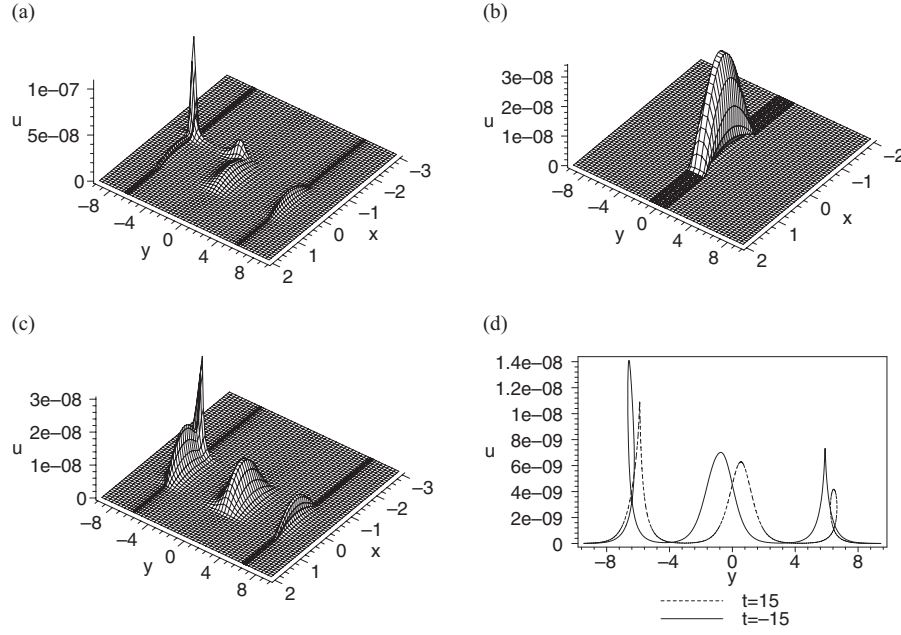 (a)
1e−07
5e−08
u
0
−8
−4
y
0
4
8
2
1
0
x
−1
−2
−3
(b)
3e−08
2e−08
u
1e−08
0
−8
−4
y
0
4
8
2
1
0
x
−1
−2
(c)
3e−08
2e−08
u
1e−08
0
−8
−4
y
0
4
8
2
1
0
x
−1
−2
−3
(d)
1.4e−08
1.2e−08
1e−08
u
8e−09
6e−09
4e−09
2e−09
0
−8
−4
0
y
4
8
t=15
t=−15